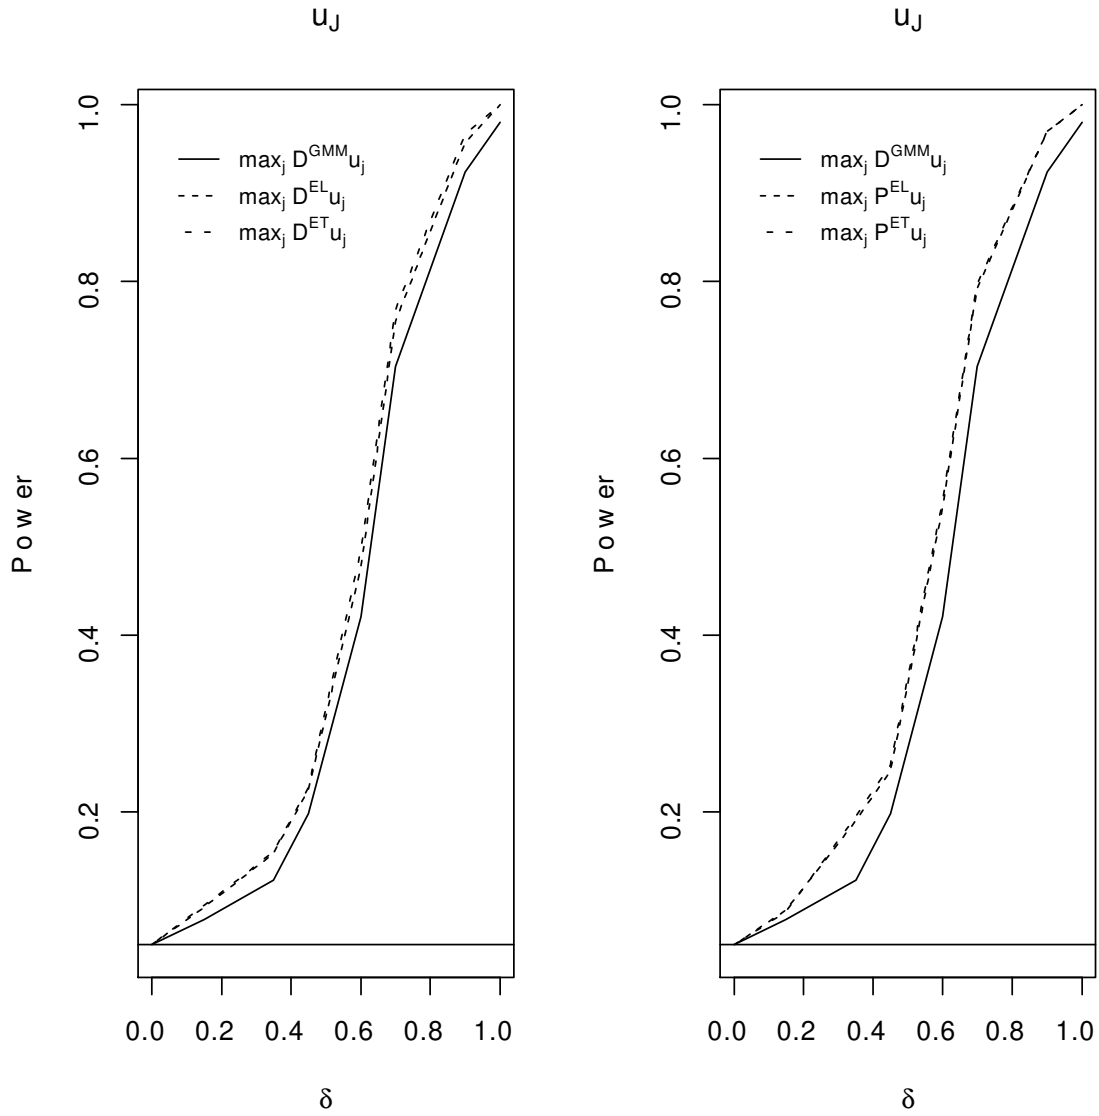 u_J
max_j D^GMM u_j
max_j D^EL u_j
max_j D^ET u_j
Power
1.0
0.8
0.6
0.4
0.2
0.0 0.2 0.4 0.6 0.8 1.0
δ
u_J
max_j D^GMM u_j
max_j P^EL u_j
max_j P^ET u_j
Power
1.0
0.8
0.6
0.4
0.2
0.0 0.2 0.4 0.6 0.8 1.0
δ